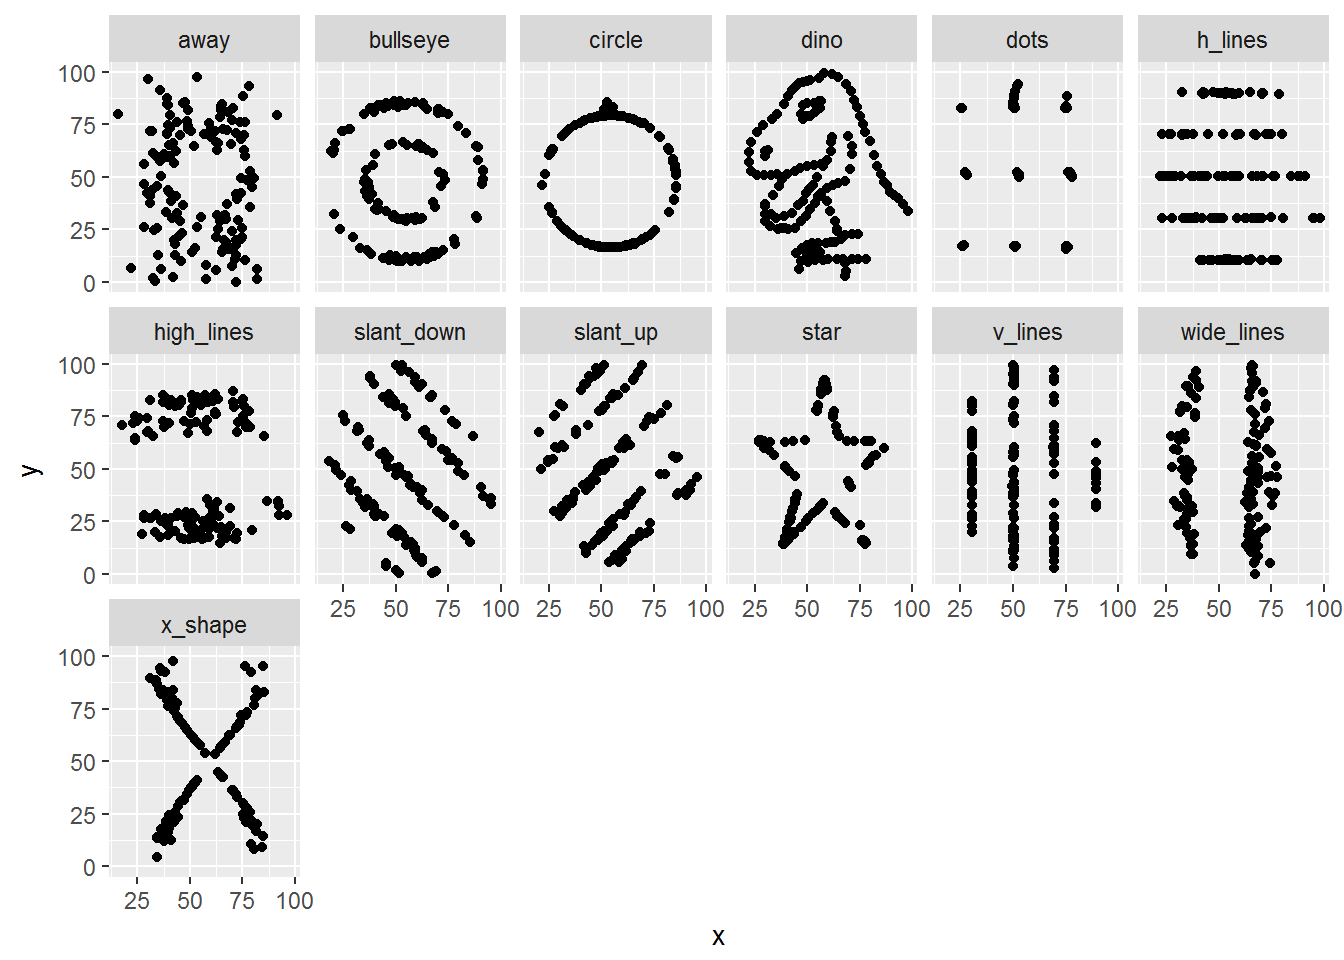 away bullseye circle dino dots h_lines
100
75
50
25
0
high_lines slant_down slant_up star v_lines wide_lines
100
75
50
25
0
25 50 75 100 25 50 75 100 25 50 75 100 25 50 75 100 25 50 75 100
x_shape
100
75
50
25
0
25 50 75 100
x
y